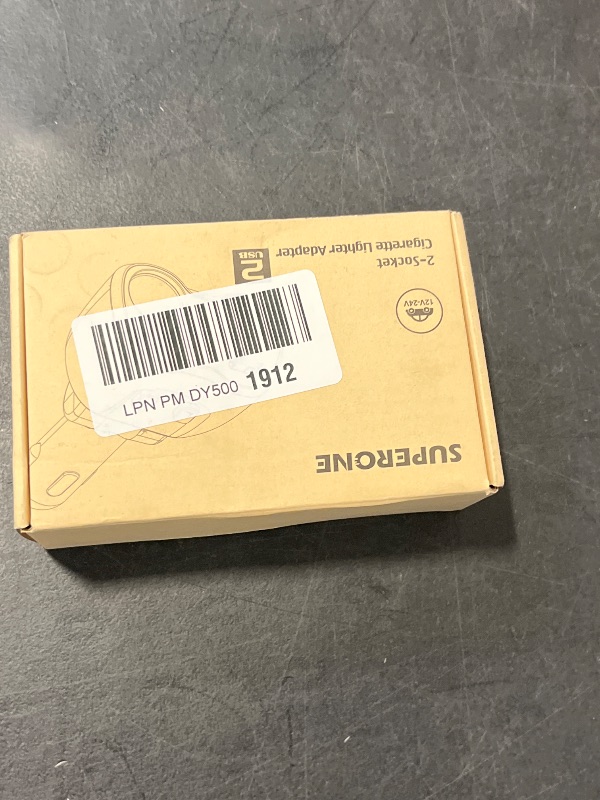 SUPERONE
12V-24V
2-Socket
Cigarette Lighter Adapter
2
USB
LPN PM DY500 1912